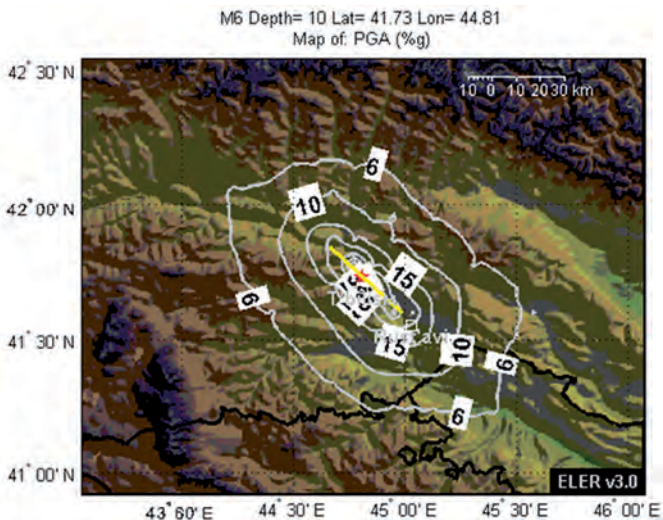 M6 Depth= 10 Lat= 41.73 Lon= 44.81
Map of: PGA (%g)
42° 30' N
10 0 10 20 30 km
6
42° 00' N
10
15
6
41° 30' N
15
10
6
6
41° 00' N
ELER v3.0
43° 60' E
44° 30' E
45° 00' E
45° 30' E
46° 00' E